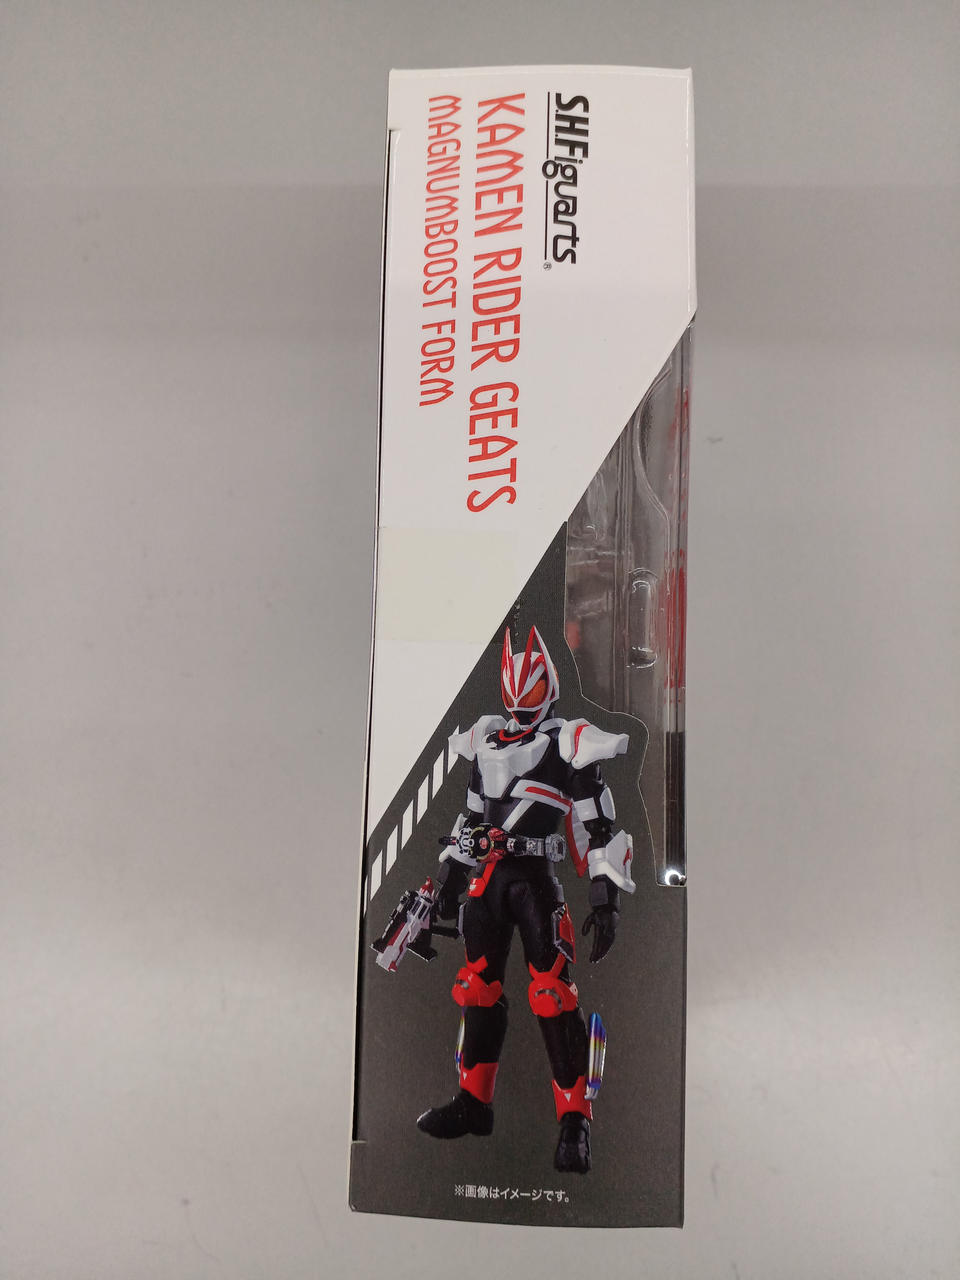 S.H.Figuarts®
KAMEN RIDER GEATS
MAGNUMBOOST FORM
※画像はイメージです。